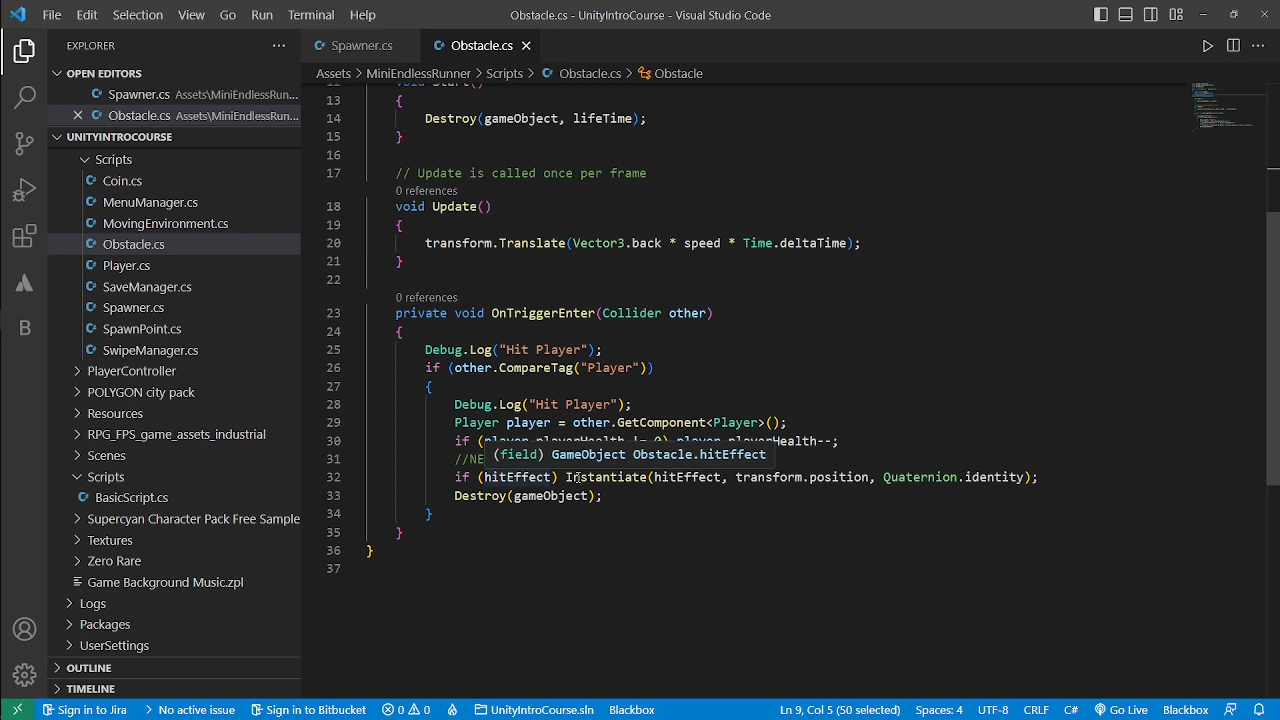 File Edit Selection View Go Run Terminal Help
Obstacle.cs - UnityIntroCourse - Visual Studio Code
EXPLORER
OPEN EDITORS
Spawner.cs Assets\MiniEndlessRun...
Obstacle.cs Assets\MiniEndlessRun...
UNITYINTROCOURSE
Scripts
Coin.cs
MenuManager.cs
MovingEnvironment.cs
Obstacle.cs
Player.cs
SaveManager.cs
Spawner.cs
SpawnPoint.cs
SwipeManager.cs
PlayerController
POLYGON city pack
Resources
RPG_FPS_game_assets_industrial
Scenes
Scripts
BasicScript.cs
Supercyan Character Pack Free Sample
Textures
Zero Rare
Game Background Music.zpl
Logs
Packages
UserSettings
OUTLINE
TIMELINE
Spawner.cs
Obstacle.cs
Assets > MiniEndlessRunner > Scripts > Obstacle.cs > Obstacle
12 void Start()
13 {
14 Destroy(gameObject, lifeTime);
15 }
16
17 // Update is called once per frame
0 references
18 void Update()
19 {
20 transform.Translate(Vector3.back * speed * Time.deltaTime);
21 }
22
0 references
23 private void OnTriggerEnter(Collider other)
24 {
25 Debug.Log("Hit Player");
26 if (other.CompareTag("Player"))
27 {
28 Debug.Log("Hit Player");
29 Player player = other.GetComponent<Player>();
30 if (player.playerHealth != 0) player.playerHealth--;
(field) GameObject Obstacle.hitEffect
31 //NE
32 if (hitEffect) Instantiate(hitEffect, transform.position, Quaternion.identity);
33 Destroy(gameObject);
34 }
35 }
36 }
37
Sign in to Jira No active issue Sign in to Bitbucket 0 0 UnityIntroCourse.sln Blackbox Ln 9, Col 5 (50 selected) Spaces: 4 UTF-8 CRLF C# Go Live Blackbox